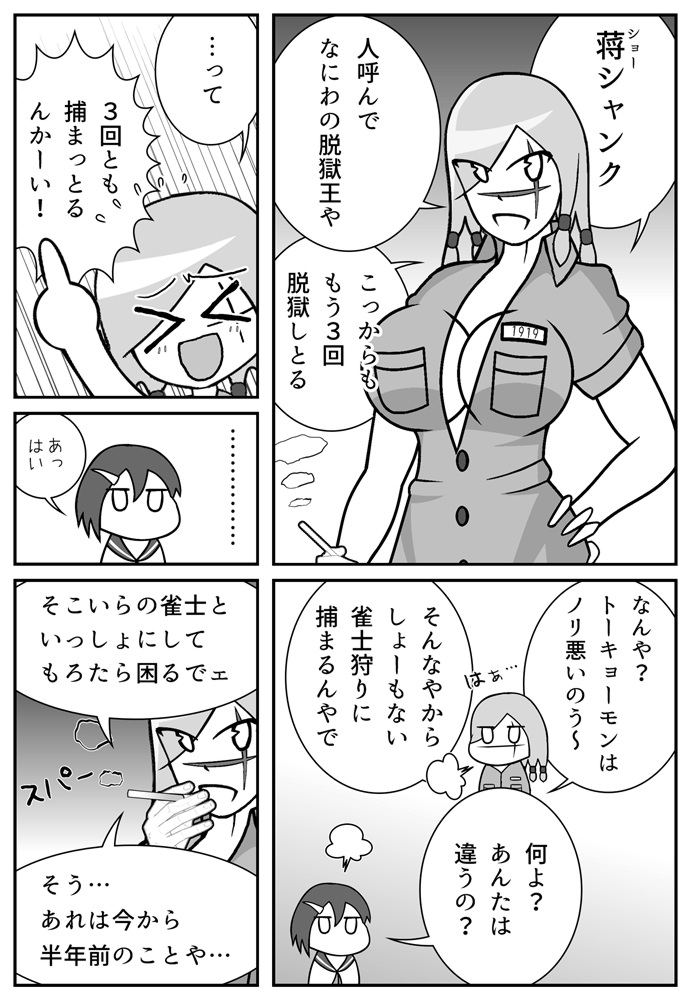 蒋シャンク
ショー
人呼んで
なにわの脱獄王や
こっからも
もう3回
脱獄しとる
1919
…って
3回とも
捕まっとる
んかーい！
………
あっ
はい
なんや？
トーキョーモンは
ノリ悪いのう～
はぁ…
そんなやから
しょーもない
雀士狩りに
捕まるんやで
何よ？
あんたは
違うの？
そこいらの雀士と
いっしょにして
もろたら困るでェ
スパー
そう…
あれは今から
半年前のことや…